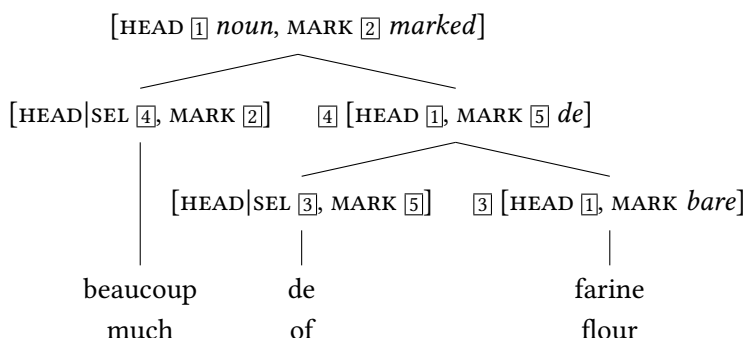 [HEAD 1 noun, MARK 2 marked]
[HEAD|SEL 4, MARK 2] 4 [HEAD 1, MARK 5 de]
[HEAD|SEL 3, MARK 5] 3 [HEAD 1, MARK bare]
beaucoup de farine
much of flour